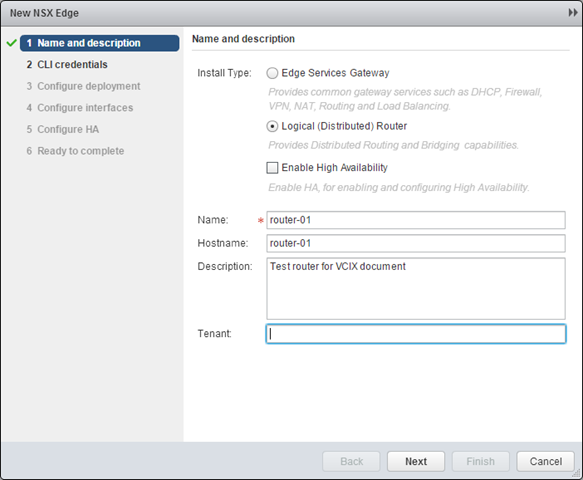 New NSX Edge
1 Name and description
2 CLI credentials
3 Configure deployment
4 Configure interfaces
5 Configure HA
6 Ready to complete
Name and description
Install Type:
Edge Services Gateway
Provides common gateway services such as DHCP, Firewall,
VPN, NAT, Routing and Load Balancing.
Logical (Distributed) Router
Provides Distributed Routing and Bridging capabilities.
Enable High Availability
Enable HA, for enabling and configuring High Availability.
Name: * router-01
Hostname: router-01
Description: Test router for VCIX document
Tenant:
Back Next Finish Cancel